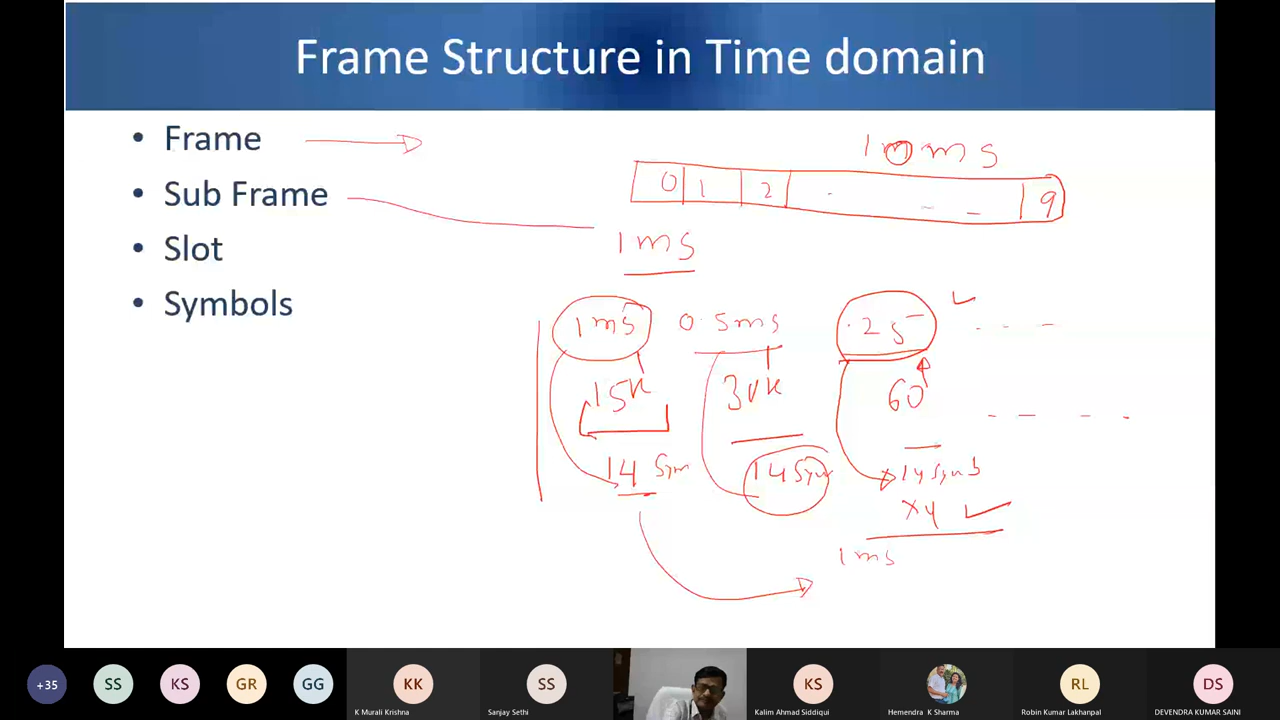 Frame Structure in Time domain
• Frame
10 ms
• Sub Frame
0 1 2 . _ _ 9
1ms
• Slot
• Symbols
1ms 0.5ms .25
15K 30K 60
14 Sym 14 Sym 14 Symb
x4
1ms
+35 SS KS GR GG KK SS KS RL DS
K Murali Krishna Sanjay Sethi Kalim Ahmad Siddiqui Hemendra K Sharma Robin Kumar Lakhanpal DEVENDRA KUMAR SAINI